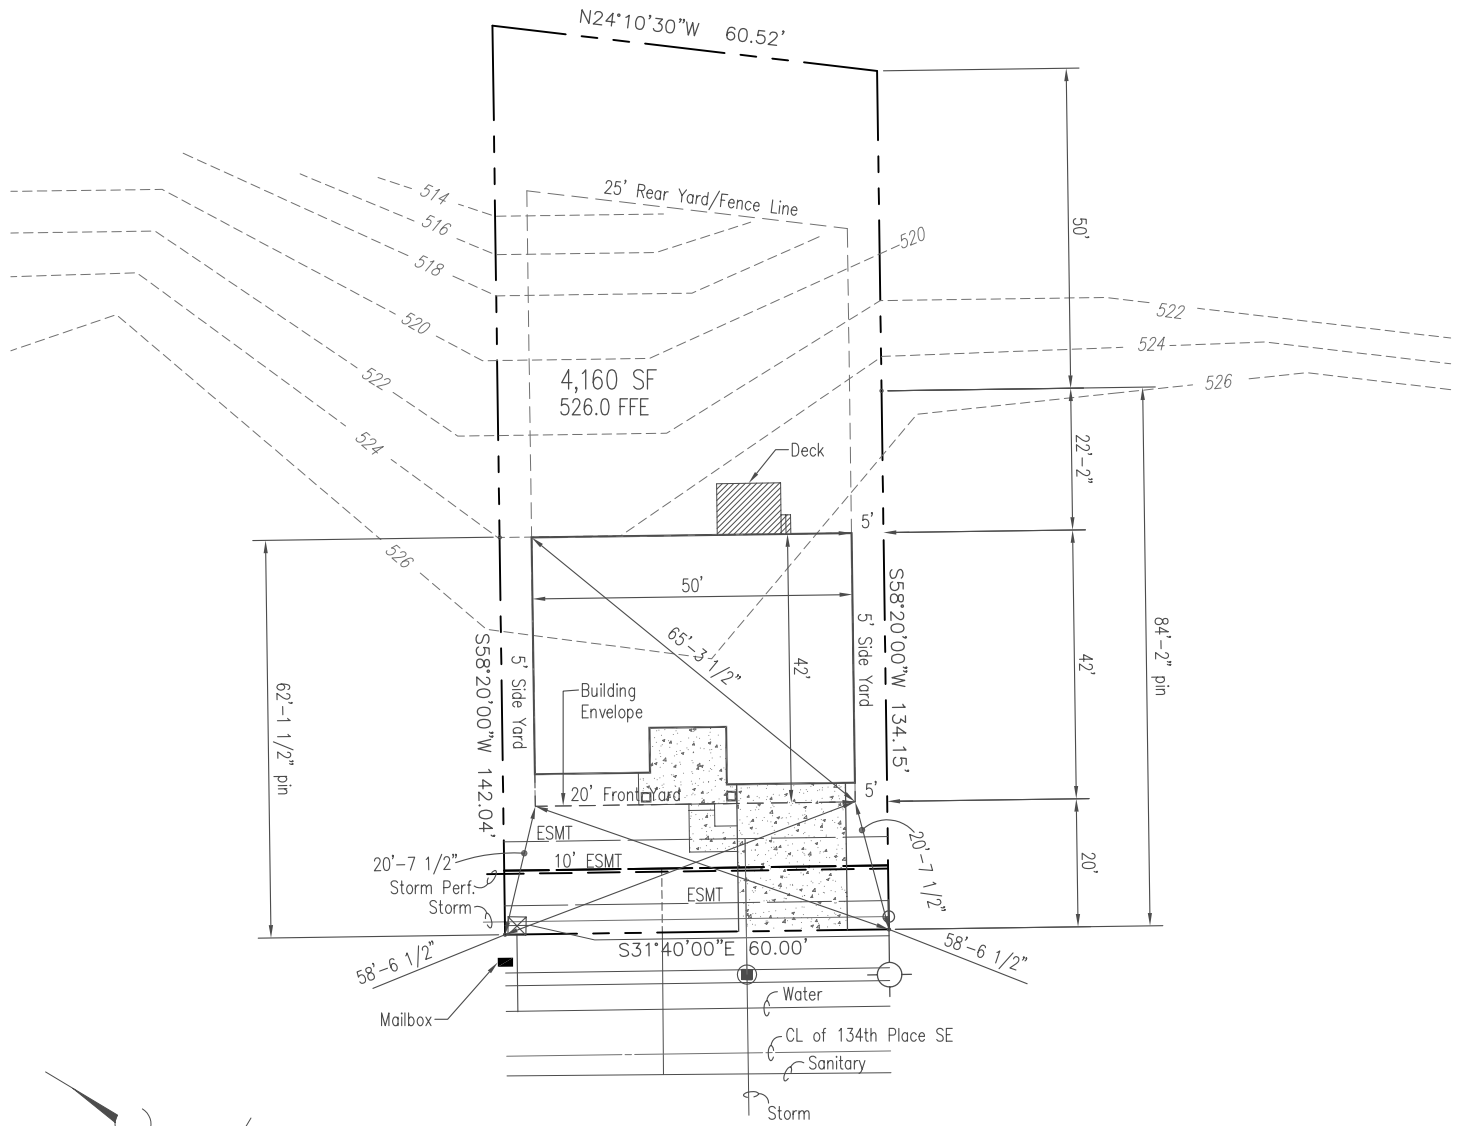 N24°10'30"W 60.52'
514
516
518
520
522
524
526
25' Rear Yard/Fence Line
520
522
524
526
50'
4,160 SF
526.0 FFE
Deck
5'
22'-2"
50'
65'-3 1/2"
42'
S58°20'00"W 134.15'
5' Side Yard
42'
84'-2" pin
62'-1 1/2" pin
S58°20'00"W 142.04'
5' Side Yard
Building
Envelope
20' Front Yard
5'
ESMT
10' ESMT
ESMT
20'-7 1/2"
20'-7 1/2"
20'
Storm Perf.
Storm
58'-6 1/2"
S31°40'00"E 60.00'
58'-6 1/2"
Mailbox
Water
CL of 134th Place SE
Sanitary
Storm